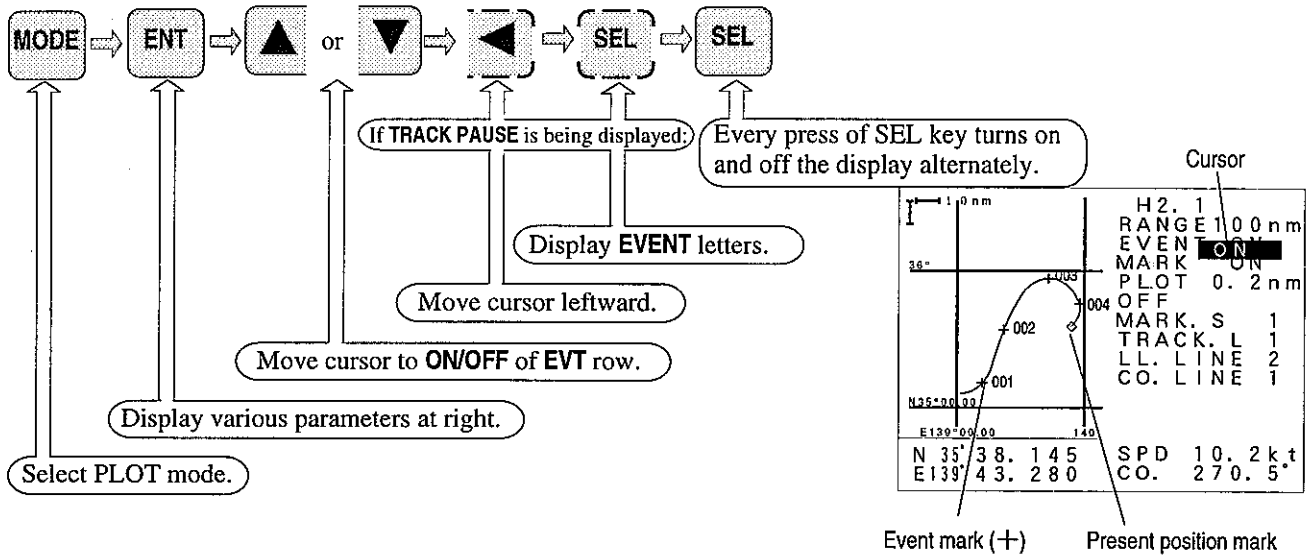 MODE ENT or SEL SEL
If TRACK PAUSE is being displayed:
Every press of SEL key turns on
and off the display alternately.
Display EVENT letters.
Move cursor leftward.
Move cursor to ON/OFF of EVT row.
Display various parameters at right.
Select PLOT mode.
Cursor
1.0nm
H2. 1
RANGE100nm
EVENT ON
MARK ON
PLOT 0.2nm
OFF
MARK. S 1
TRACK. L 1
LL. LINE 2
CO. LINE 1
36°
003
004
002
001
N35°00.00
E139°00.00 140
N 35°38. 145 SPD 10. 2kt
E139°43. 280 CO. 270. 5°
Event mark (+) Present position mark